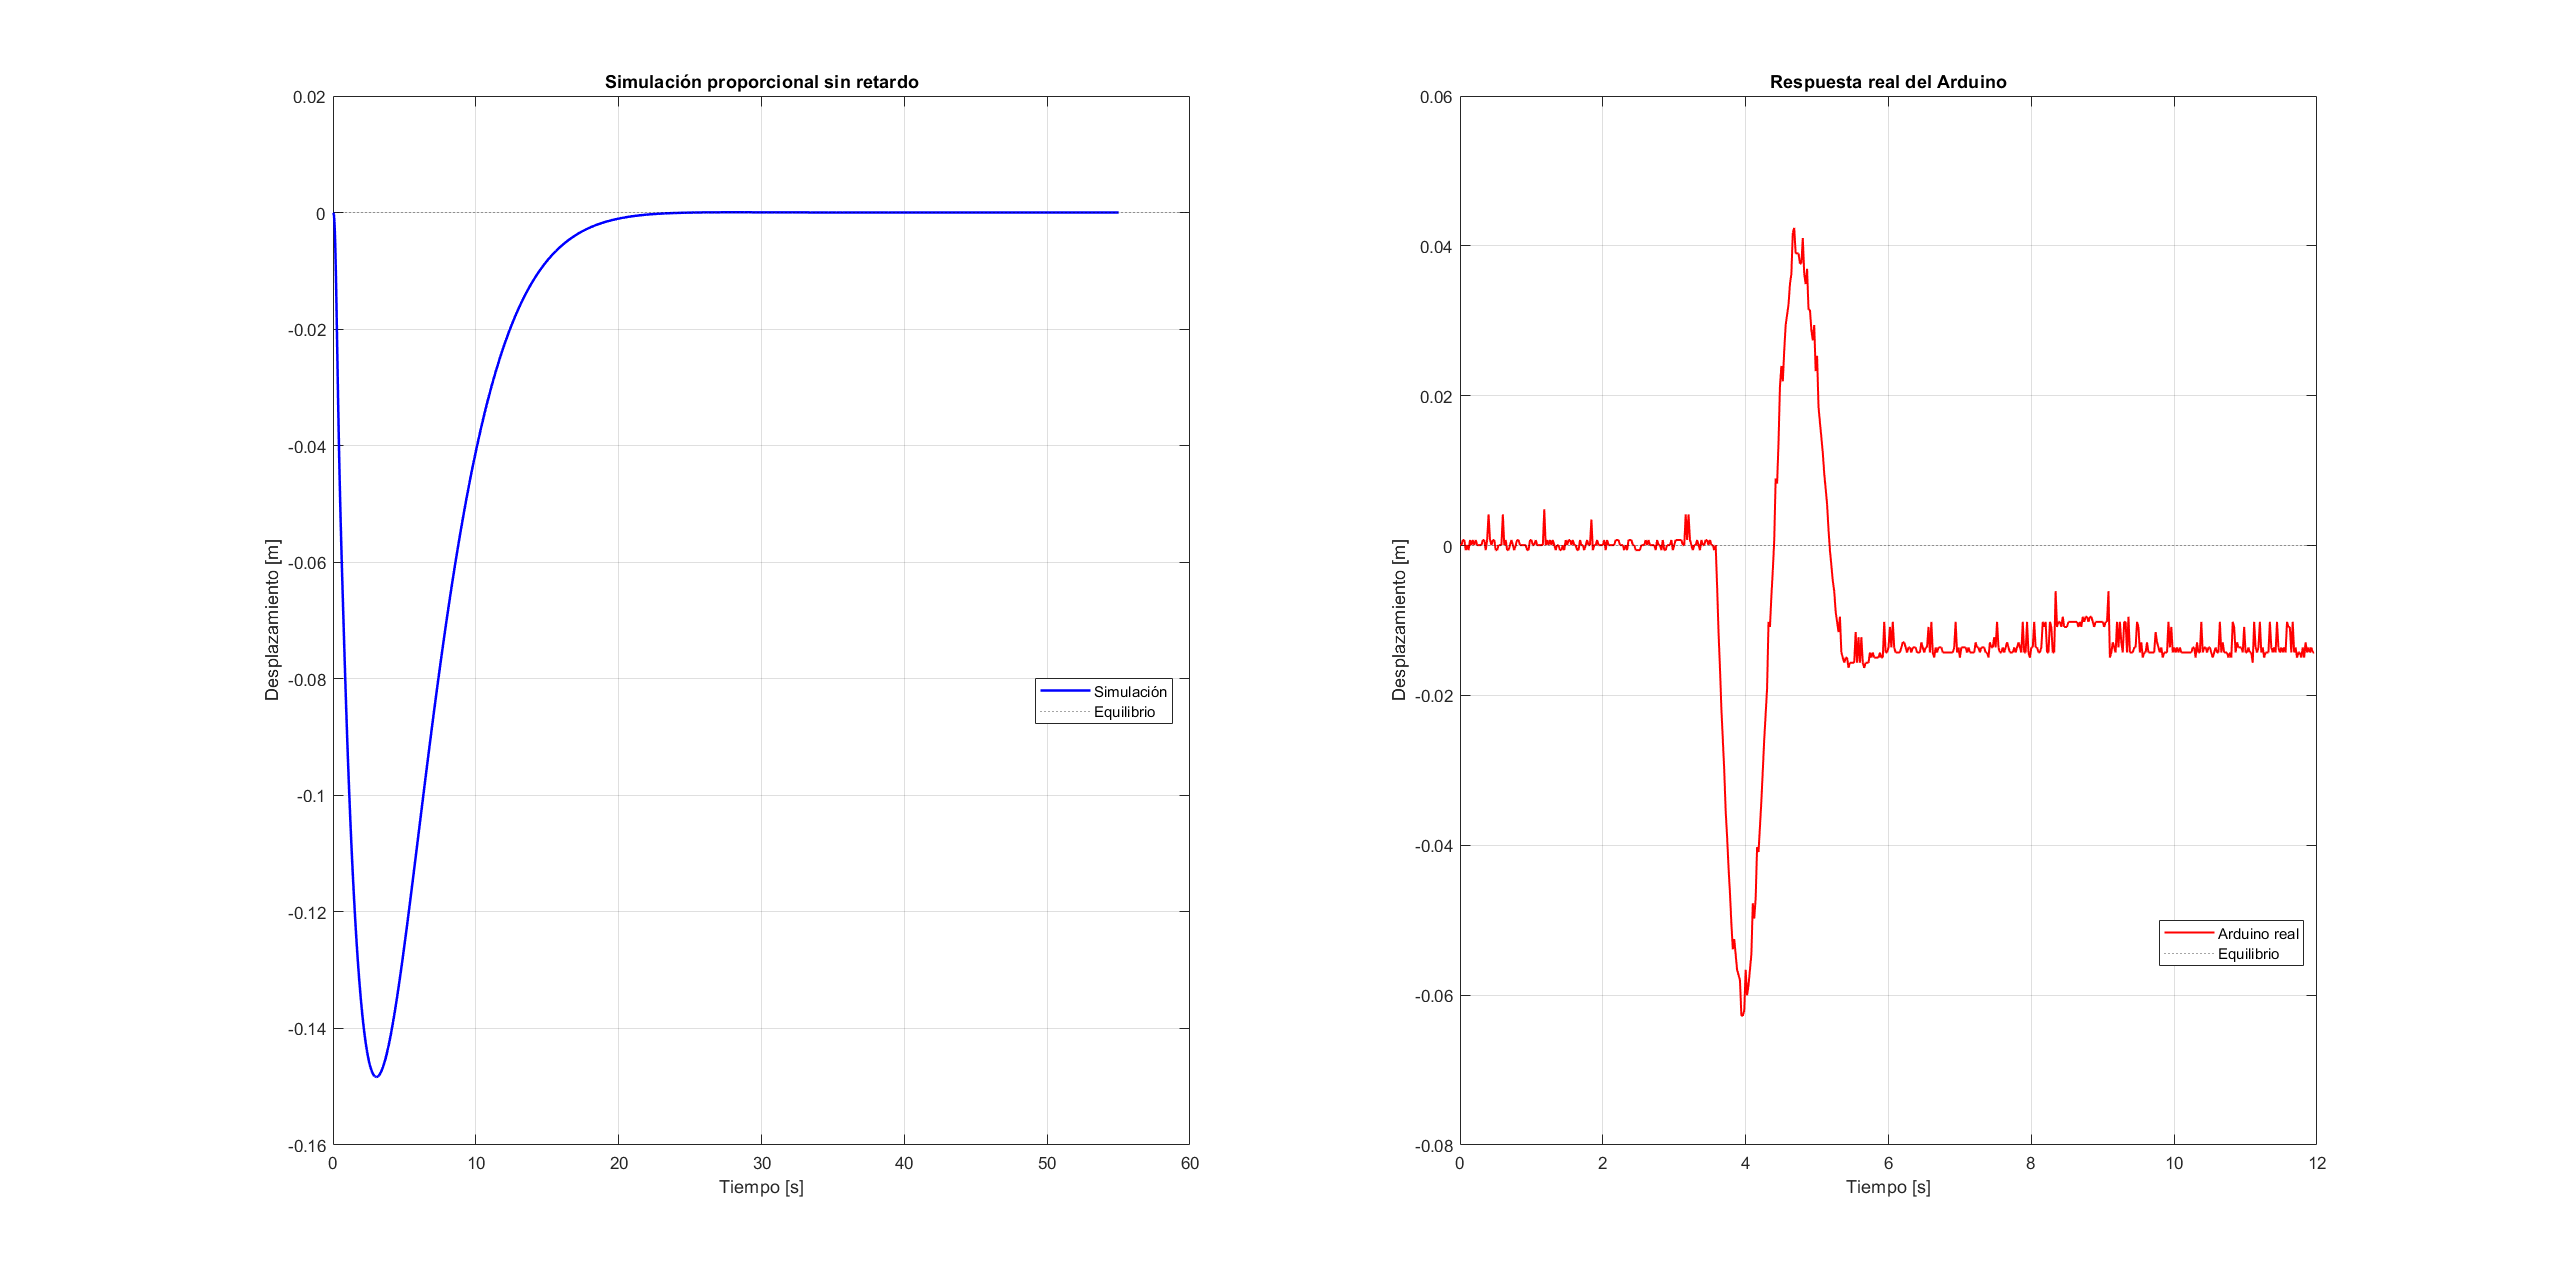 Simulación proporcional sin retardo
0.02
0
-0.02
-0.04
-0.06
-0.08
-0.1
-0.12
-0.14
-0.16
Desplazamiento [m]
Simulación
Equilibrio
0 10 20 30 40 50 60
Tiempo [s]
Respuesta real del Arduino
0.06
0.04
0.02
0
-0.02
-0.04
-0.06
-0.08
Desplazamiento [m]
Arduino real
Equilibrio
0 2 4 6 8 10 12
Tiempo [s]